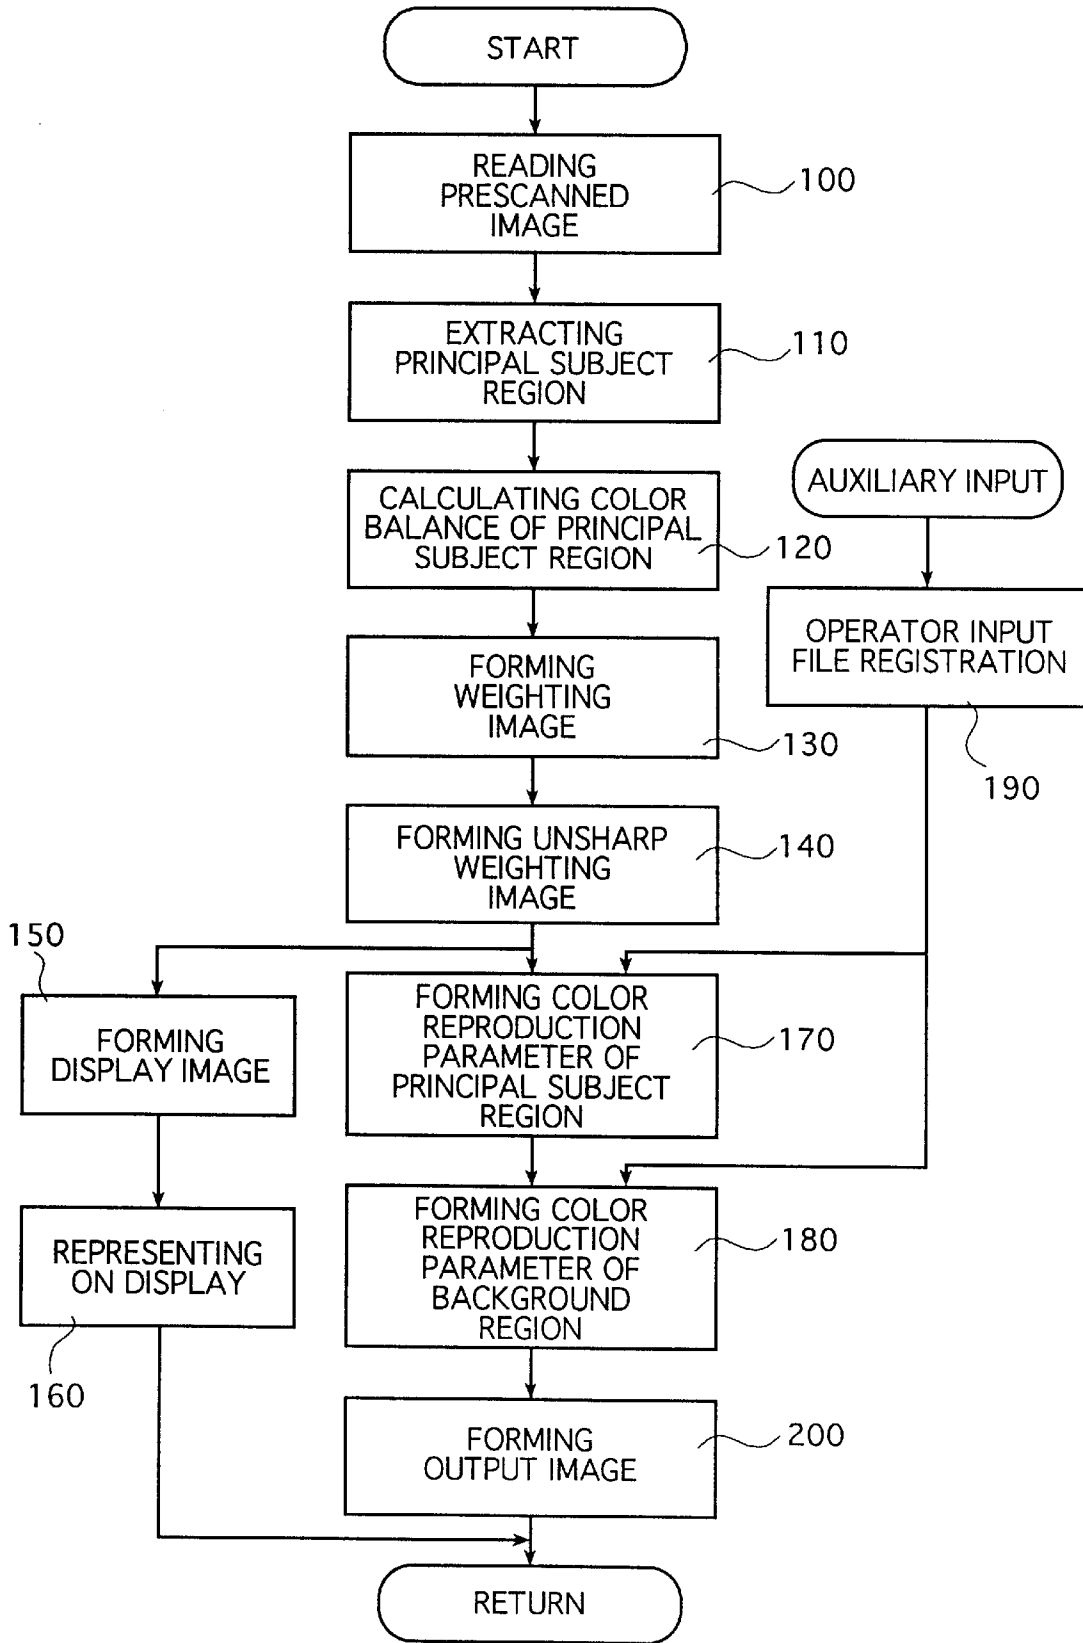 START
READING
PRESCANNED
IMAGE
100
EXTRACTING
PRINCIPAL SUBJECT
REGION
110
CALCULATING COLOR
BALANCE OF PRINCIPAL
SUBJECT REGION
120
AUXILIARY INPUT
OPERATOR INPUT
FILE REGISTRATION
190
FORMING
WEIGHTING
IMAGE
130
FORMING UNSHARP
WEIGHTING
IMAGE
140
150
FORMING
DISPLAY IMAGE
FORMING COLOR
REPRODUCTION
PARAMETER OF
PRINCIPAL SUBJECT
REGION
170
REPRESENTING
ON DISPLAY
160
FORMING COLOR
REPRODUCTION
PARAMETER OF
BACKGROUND
REGION
180
FORMING
OUTPUT IMAGE
200
RETURN